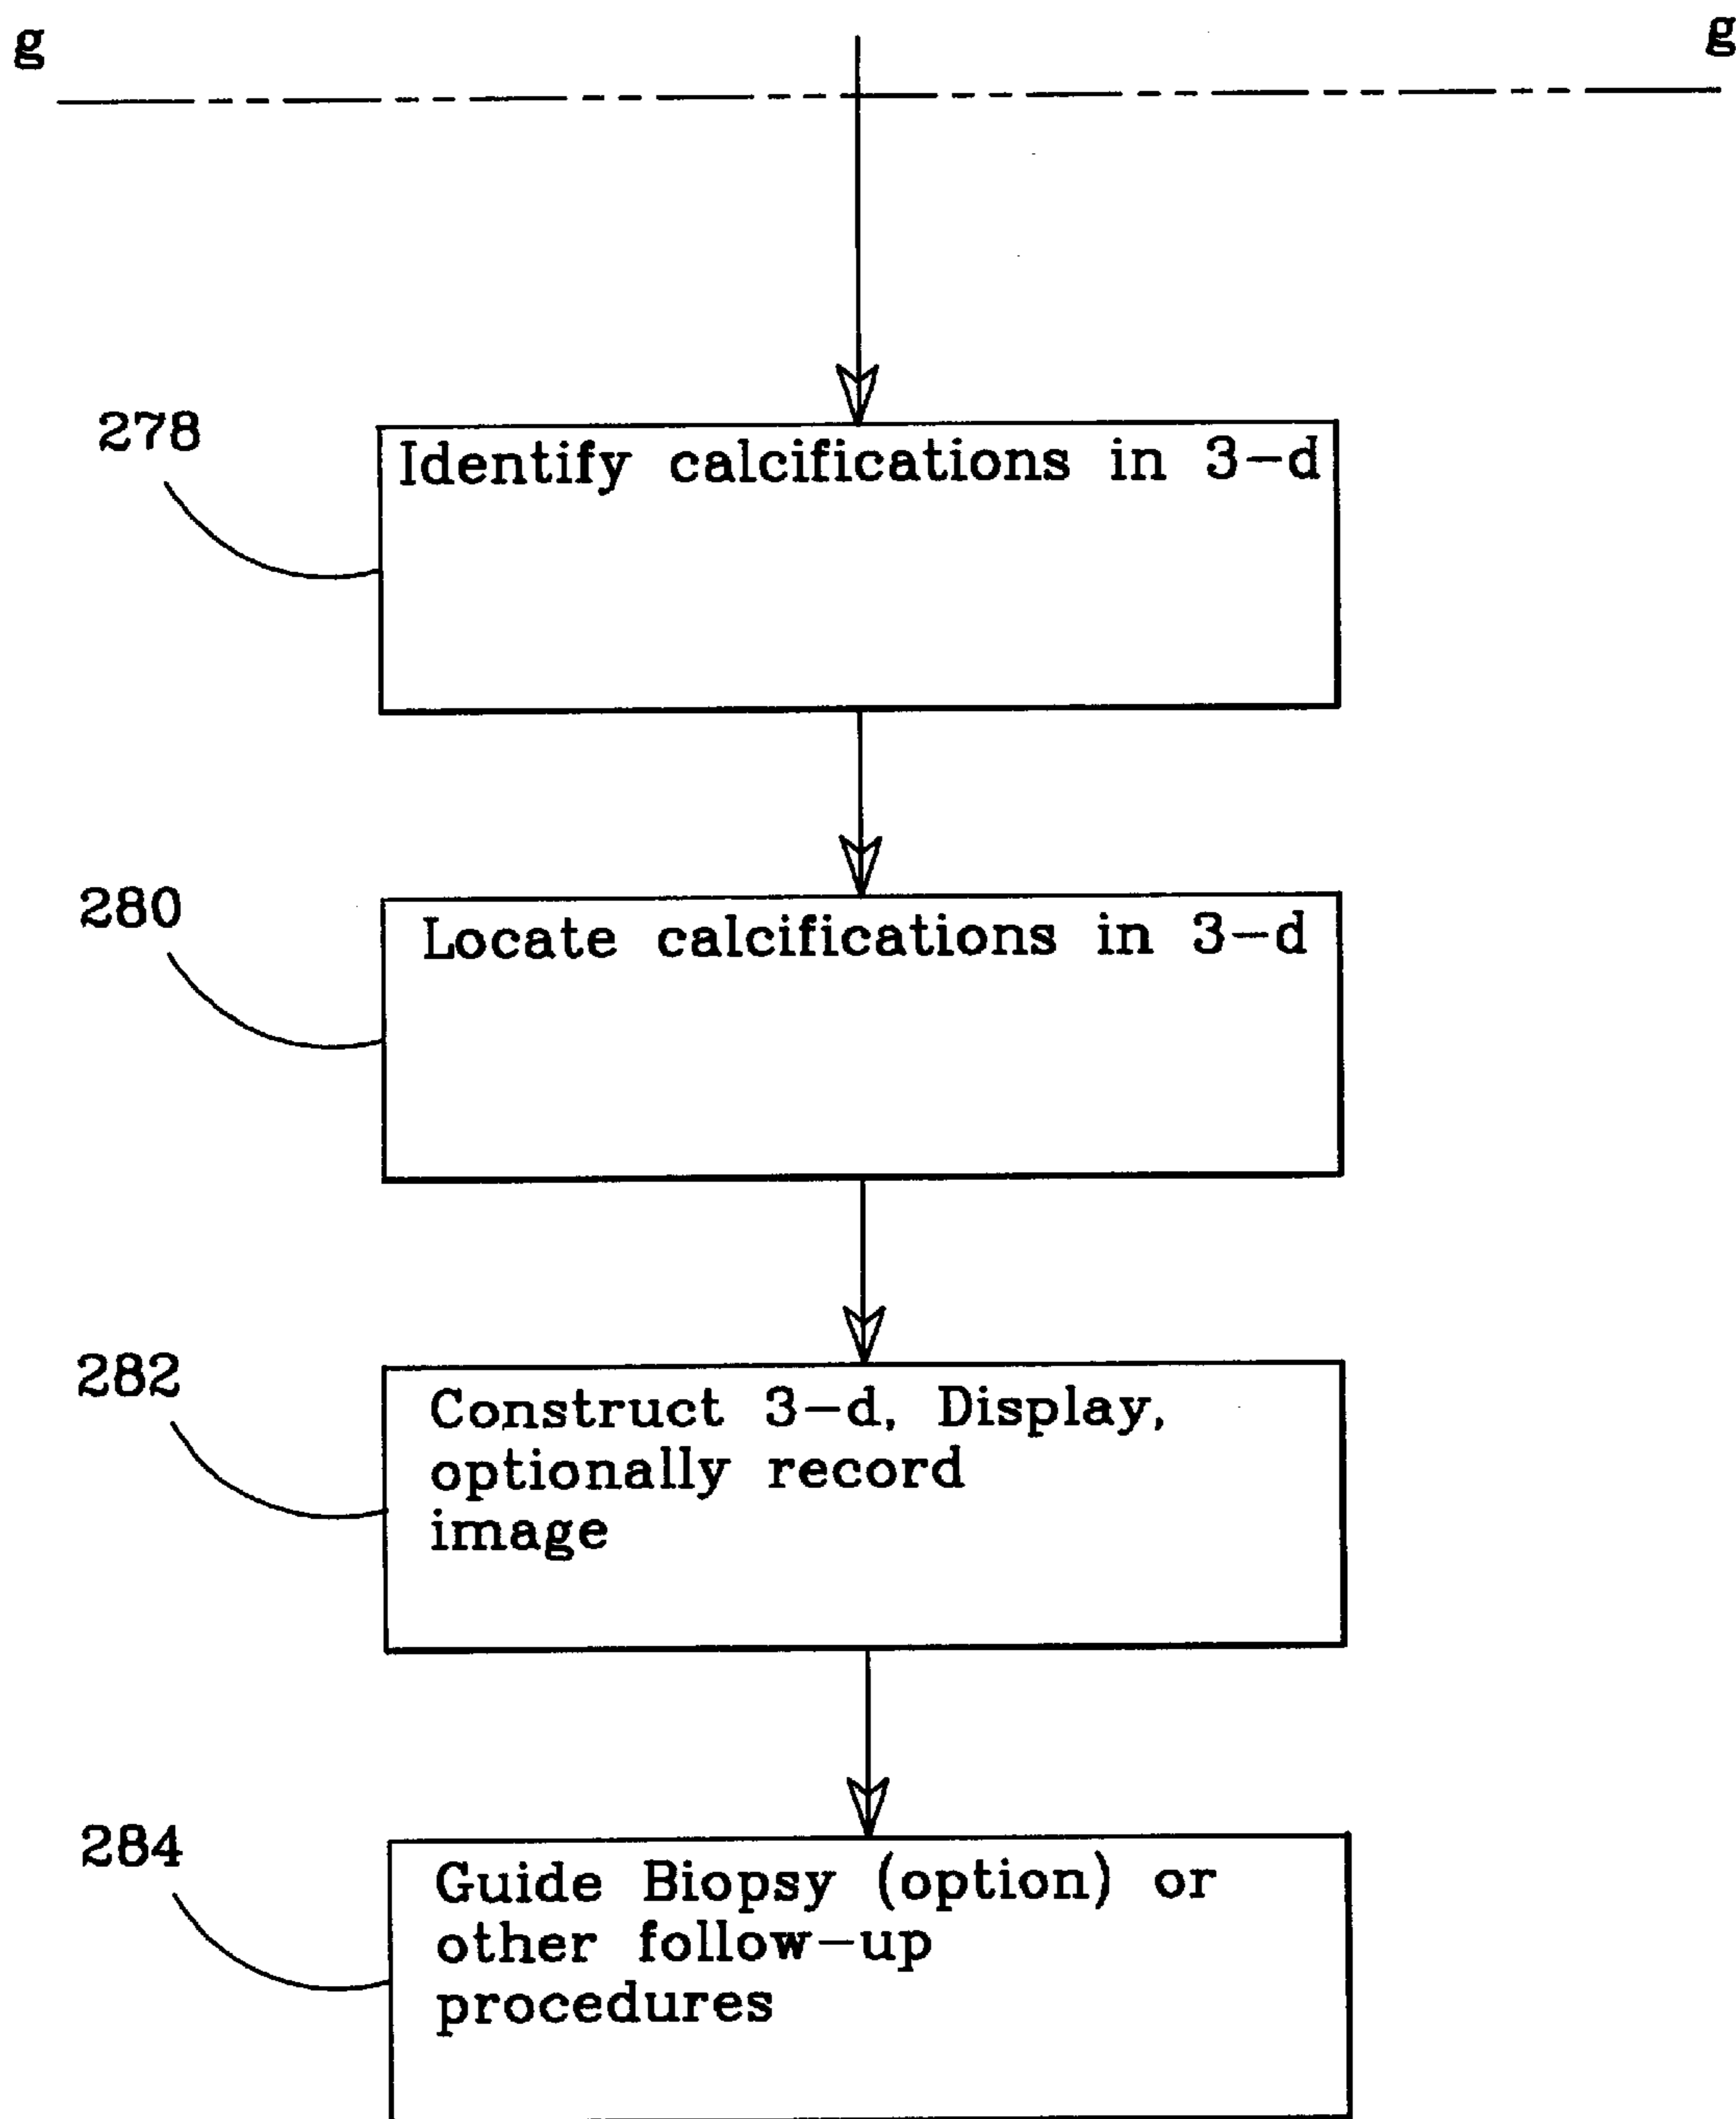 g g
278
Identify calcifications in 3-d
280
Locate calcifications in 3-d
282
Construct 3-d, Display,
optionally record
image
284
Guide Biopsy (option) or
other follow-up
procedures